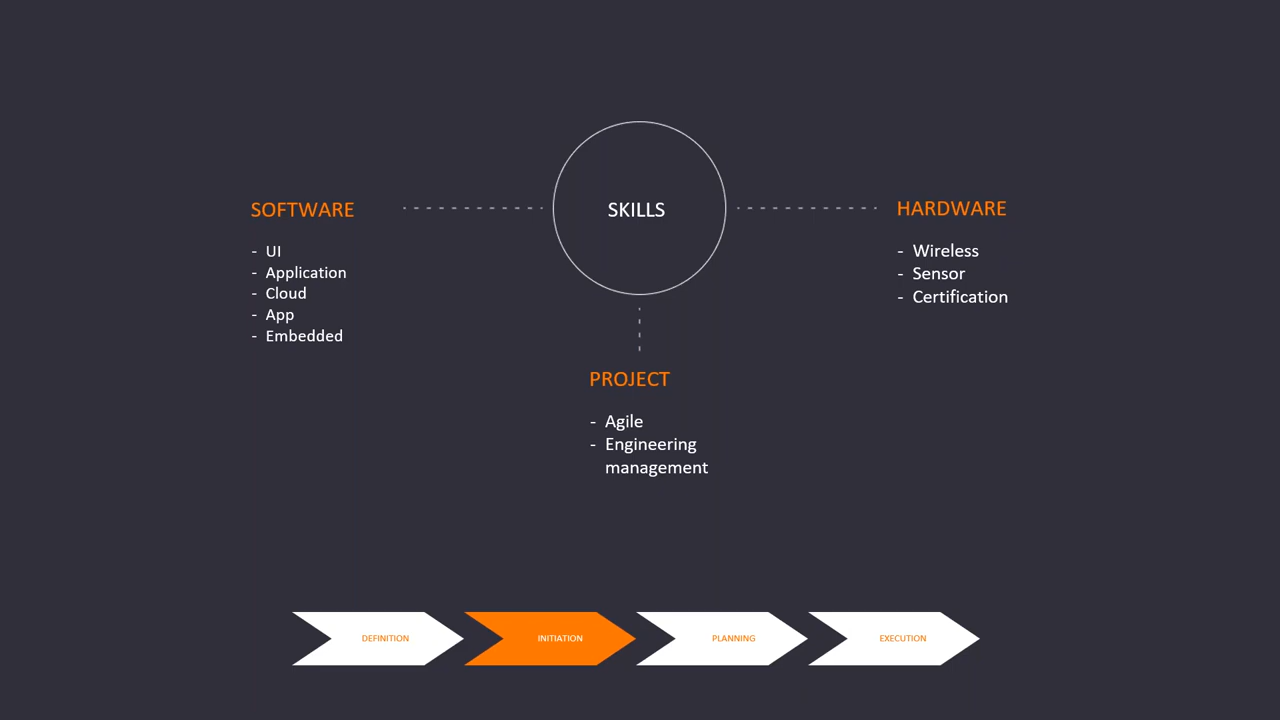 SKILLS
SOFTWARE
- UI
- Application
- Cloud
- App
- Embedded
HARDWARE
- Wireless
- Sensor
- Certification
PROJECT
- Agile
- Engineering
management
DEFINITION
INITIATION
PLANNING
EXECUTION